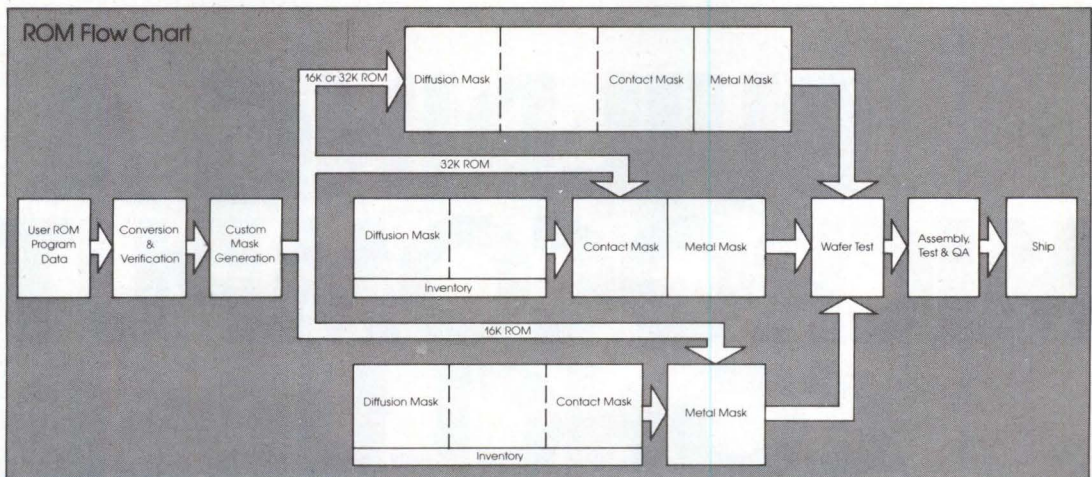 ROM Flow Chart
16K or 32K ROM
Diffusion Mask
Contact Mask
Metal Mask
32K ROM
User ROM
Program
Data
Conversion
&
Verification
Custom
Mask
Generation
Diffusion Mask
Inventory
Contact Mask
Metal Mask
Wafer Test
Assembly,
Test & QA
Ship
16K ROM
Diffusion Mask
Contact Mask
Inventory
Metal Mask